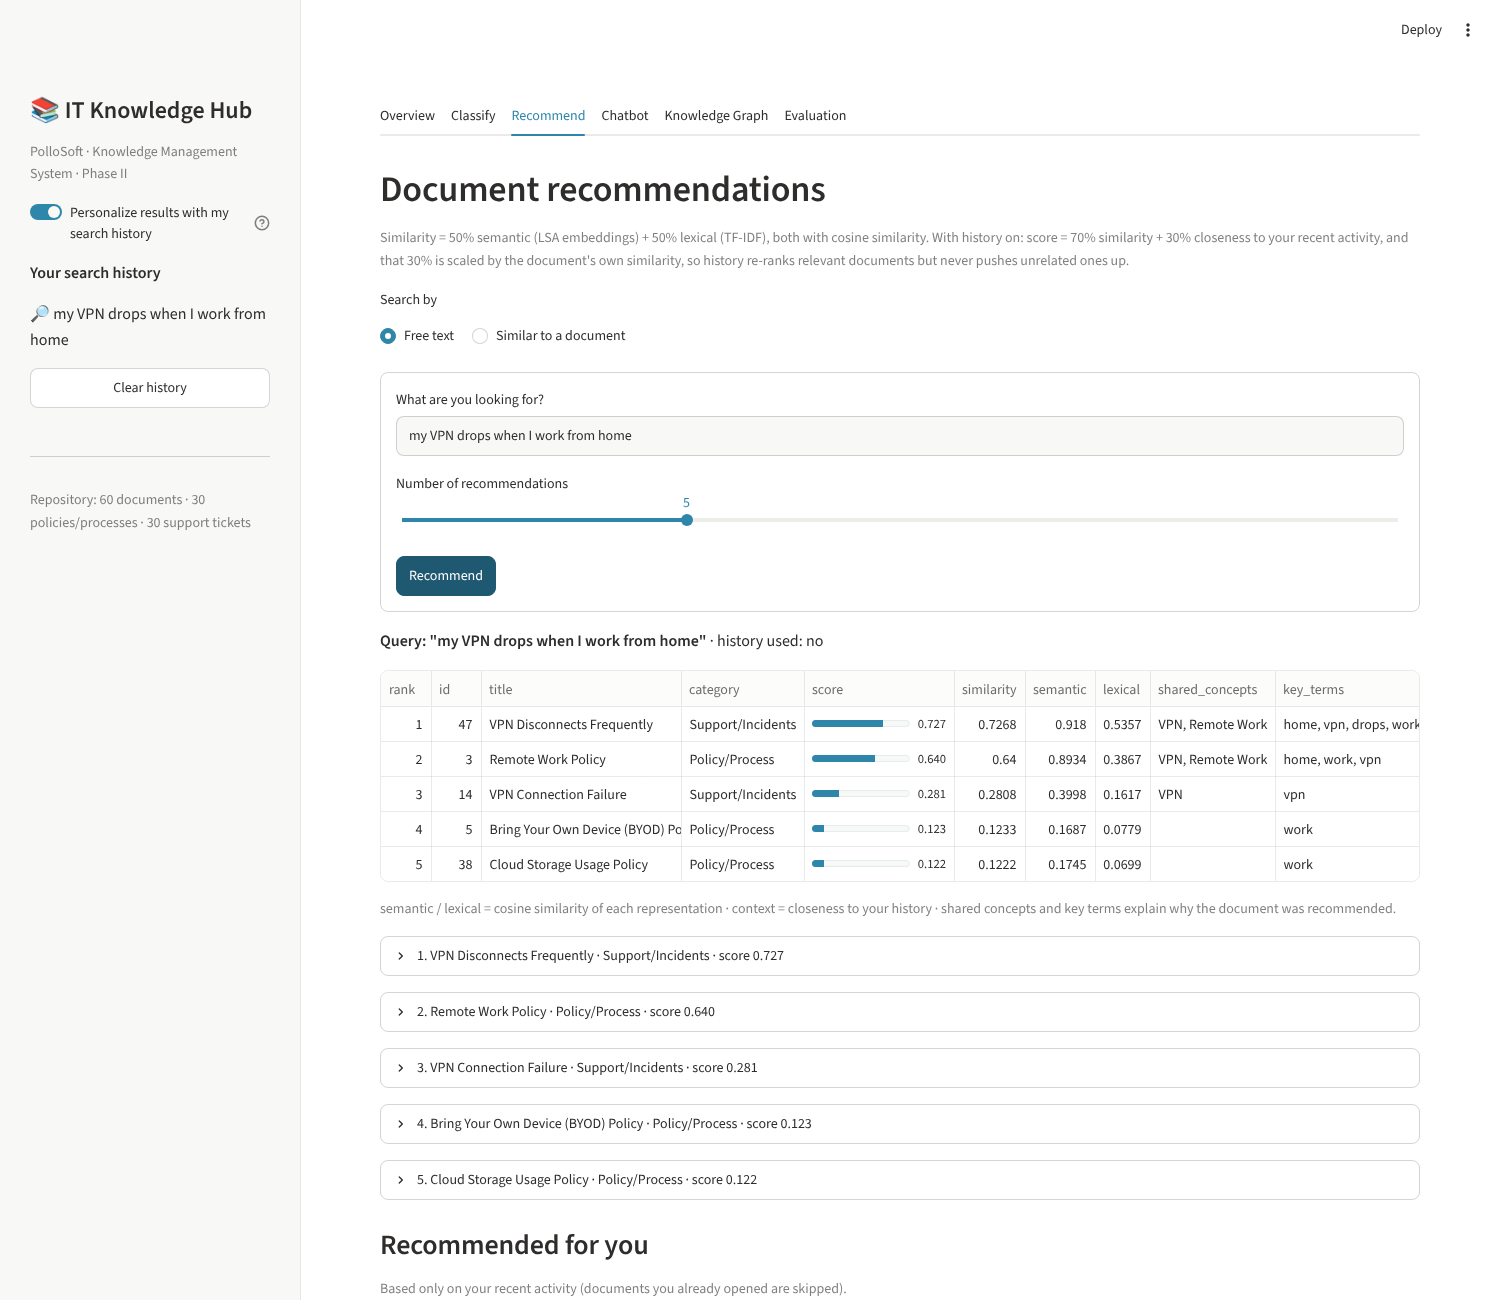 Deploy
📚 IT Knowledge Hub
PolloSoft · Knowledge Management
System · Phase II
Personalize results with my
search history
Your search history
🔎 my VPN drops when I work from
home
Clear history
Repository: 60 documents · 30
policies/processes · 30 support tickets
Overview Classify Recommend Chatbot Knowledge Graph Evaluation
Document recommendations
Similarity = 50% semantic (LSA embeddings) + 50% lexical (TF-IDF), both with cosine similarity. With history on: score = 70% similarity + 30% closeness to your recent activity, and
that 30% is scaled by the document's own similarity, so history re-ranks relevant documents but never pushes unrelated ones up.
Search by
Free text Similar to a document
What are you looking for?
my VPN drops when I work from home
Number of recommendations
5
Recommend
Query: "my VPN drops when I work from home" · history used: no
rank id title category score similarity semantic lexical shared_concepts key_terms
1 47 VPN Disconnects Frequently Support/Incidents 0.727 0.7268 0.918 0.5357 VPN, Remote Work home, vpn, drops, work
2 3 Remote Work Policy Policy/Process 0.640 0.64 0.8934 0.3867 VPN, Remote Work home, work, vpn
3 14 VPN Connection Failure Support/Incidents 0.281 0.2808 0.3998 0.1617 VPN vpn
4 5 Bring Your Own Device (BYOD) Po Policy/Process 0.123 0.1233 0.1687 0.0779 work
5 38 Cloud Storage Usage Policy Policy/Process 0.122 0.1222 0.1745 0.0699 work
semantic / lexical = cosine similarity of each representation · context = closeness to your history · shared concepts and key terms explain why the document was recommended.
1. VPN Disconnects Frequently · Support/Incidents · score 0.727
2. Remote Work Policy · Policy/Process · score 0.640
3. VPN Connection Failure · Support/Incidents · score 0.281
4. Bring Your Own Device (BYOD) Policy · Policy/Process · score 0.123
5. Cloud Storage Usage Policy · Policy/Process · score 0.122
Recommended for you
Based only on your recent activity (documents you already opened are skipped).